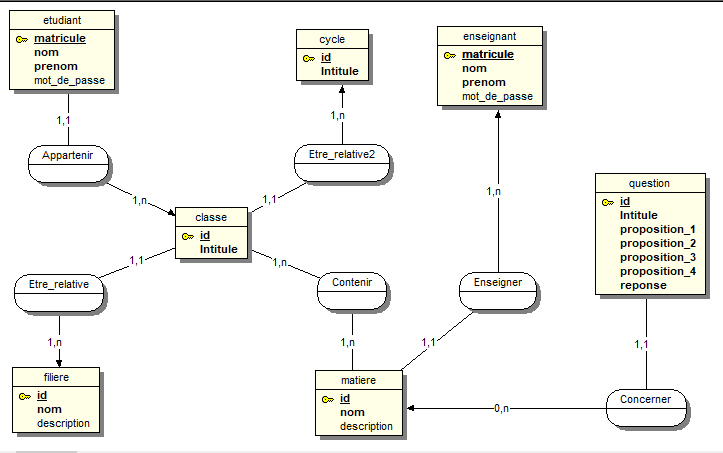 etudiant
matricule
nom
prenom
mot_de_passe
1,1
Appartenir
1,n
cycle
id
Intitule
1,n
Etre_relative2
1,1
enseignant
matricule
nom
prenom
mot_de_passe
1,n
Enseigner
1,1
classe
id
Intitule
1,1
Etre_relative
1,n
filiere
id
nom
description
1,n
Contenir
1,n
matiere
id
nom
description
question
id
Intitule
proposition_1
proposition_2
proposition_3
proposition_4
reponse
1,1
Concerner
0,n